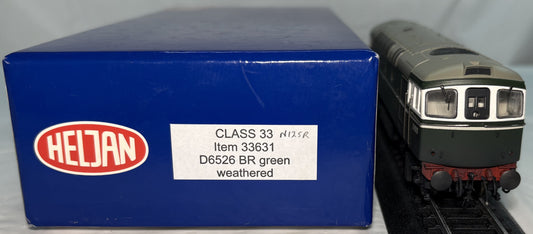 HELJAN
CLASS 33 N125R
Item 33631
D6526 BR green
weathered